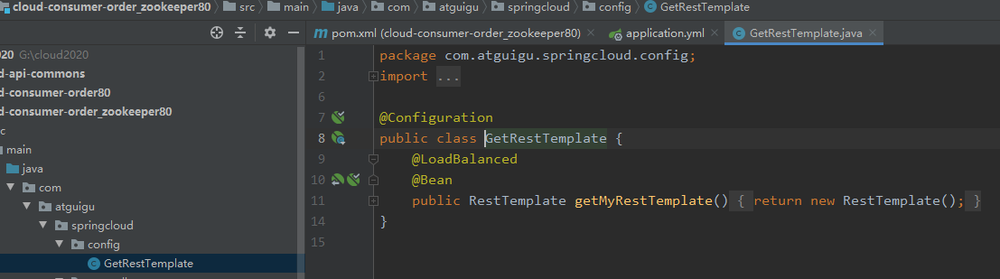 cloud-consumer-order_zookeeper80 src main java com atguigu springcloud config GetRestTemplate
pom.xml (cloud-consumer-order_zookeeper80) application.yml GetRestTemplate.java
020 G:\cloud2020
d-api-commons
d-consumer-order80
d-consumer-order_zookeeper80
c
main
java
com
atguigu
springcloud
config
GetRestTemplate
1 package com.atguigu.springcloud.config;
2 import ...
6
7 @Configuration
8 public class GetRestTemplate {
9 @LoadBalanced
10 @Bean
11 public RestTemplate getMyRestTemplate() { return new RestTemplate(); }
14 }
15